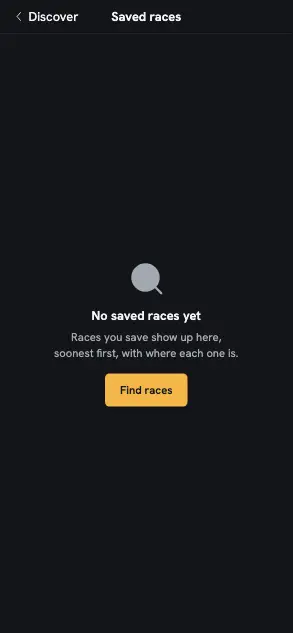 Discover
Saved races
No saved races yet
Races you save show up here,
soonest first, with where each one is.
Find races